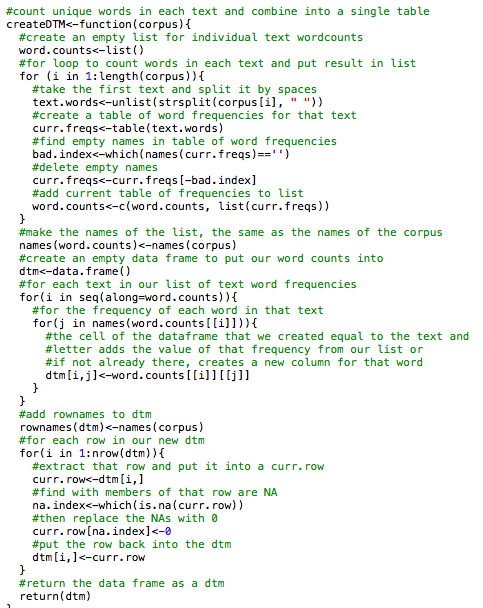 #count unique words in each text and combine into a single table
createDTM<-function(corpus){
  #create an empty list for individual text wordcounts
  word.counts<-list()
  #for loop to count words in each text and put result in list
  for (i in 1:length(corpus)){
    #take the first text and split it by spaces
    text.words<-unlist(strsplit(corpus[i], " "))
    #create a table of word frequencies for that text
    curr.freqs<-table(text.words)
    #find empty names in table of word frequencies
    bad.index<-which(names(curr.freqs)=='')
    #delete empty names
    curr.freqs<-curr.freqs[-bad.index]
    #add current table of frequencies to list
    word.counts<-c(word.counts, list(curr.freqs))
  }
  #make the names of the list, the same as the names of the corpus
  names(word.counts)<-names(corpus)
  #create an empty data frame to put our word counts into
  dtm<-data.frame()
  #for each text in our list of text word frequencies
  for(i in seq(along=word.counts)){
    #for the frequency of each word in that text
    for(j in names(word.counts[[i]])){
      #the cell of the dataframe that we created equal to the text and
      #letter adds the value of that frequency from our list or
      #if not already there, creates a new column for that word
      dtm[i,j]<-word.counts[[i]][[j]]
    }
  }
  #add rownames to dtm
  rownames(dtm)<-names(corpus)
  #for each row in our new dtm
  for(i in 1:nrow(dtm)){
    #extract that row and put it into a curr.row
    curr.row<-dtm[i,]
    #find with members of that row are NA
    na.index<-which(is.na(curr.row))
    #then replace the NAs with 0
    curr.row[na.index]<-0
    #put the row back into the dtm
    dtm[i,]<-curr.row
  }
  #return the data frame as a dtm
  return(dtm)
}